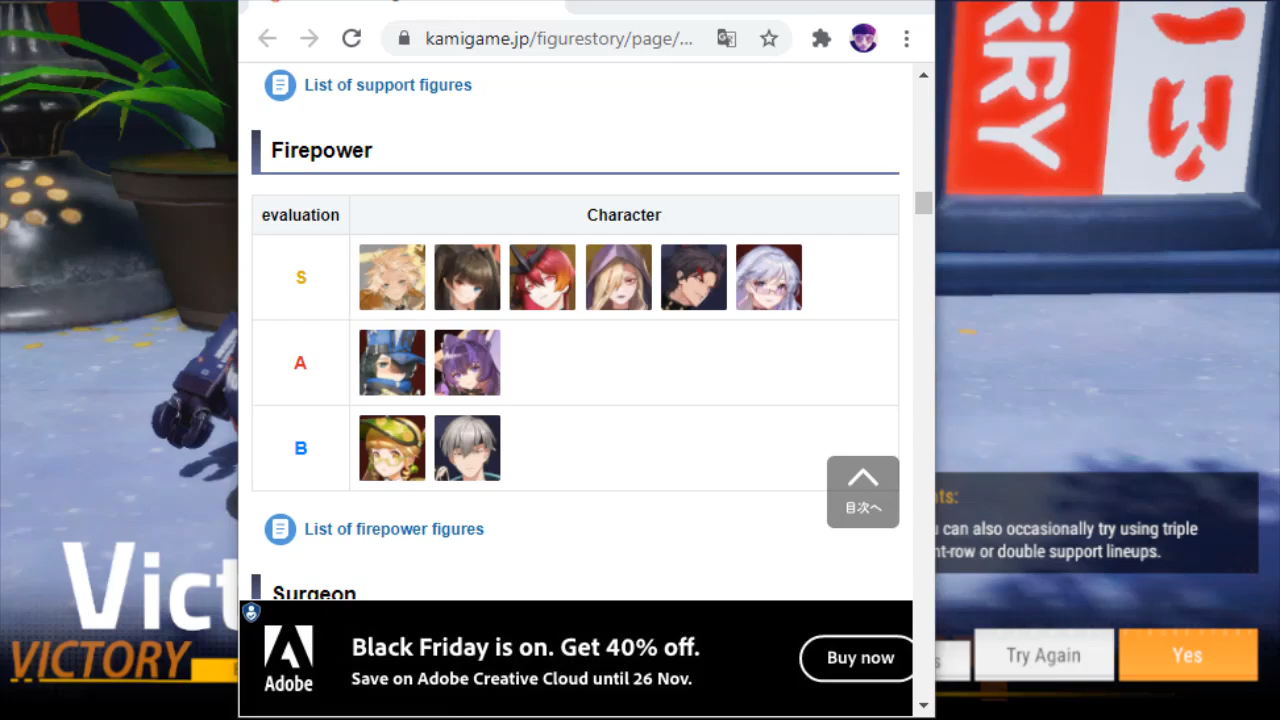 kamigame.jp/figurestory/page/...
List of support figures
Firepower
evaluation
Character
S
A
B
目次へ
List of firepower figures
Surgeon
Adobe
Black Friday is on. Get 40% off.
Save on Adobe Creative Cloud until 26 Nov.
Buy now
Vict
VICTORY
RRY
ts:
can also occasionally try using triple
nt-row or double support lineups.
s
Try Again
Yes